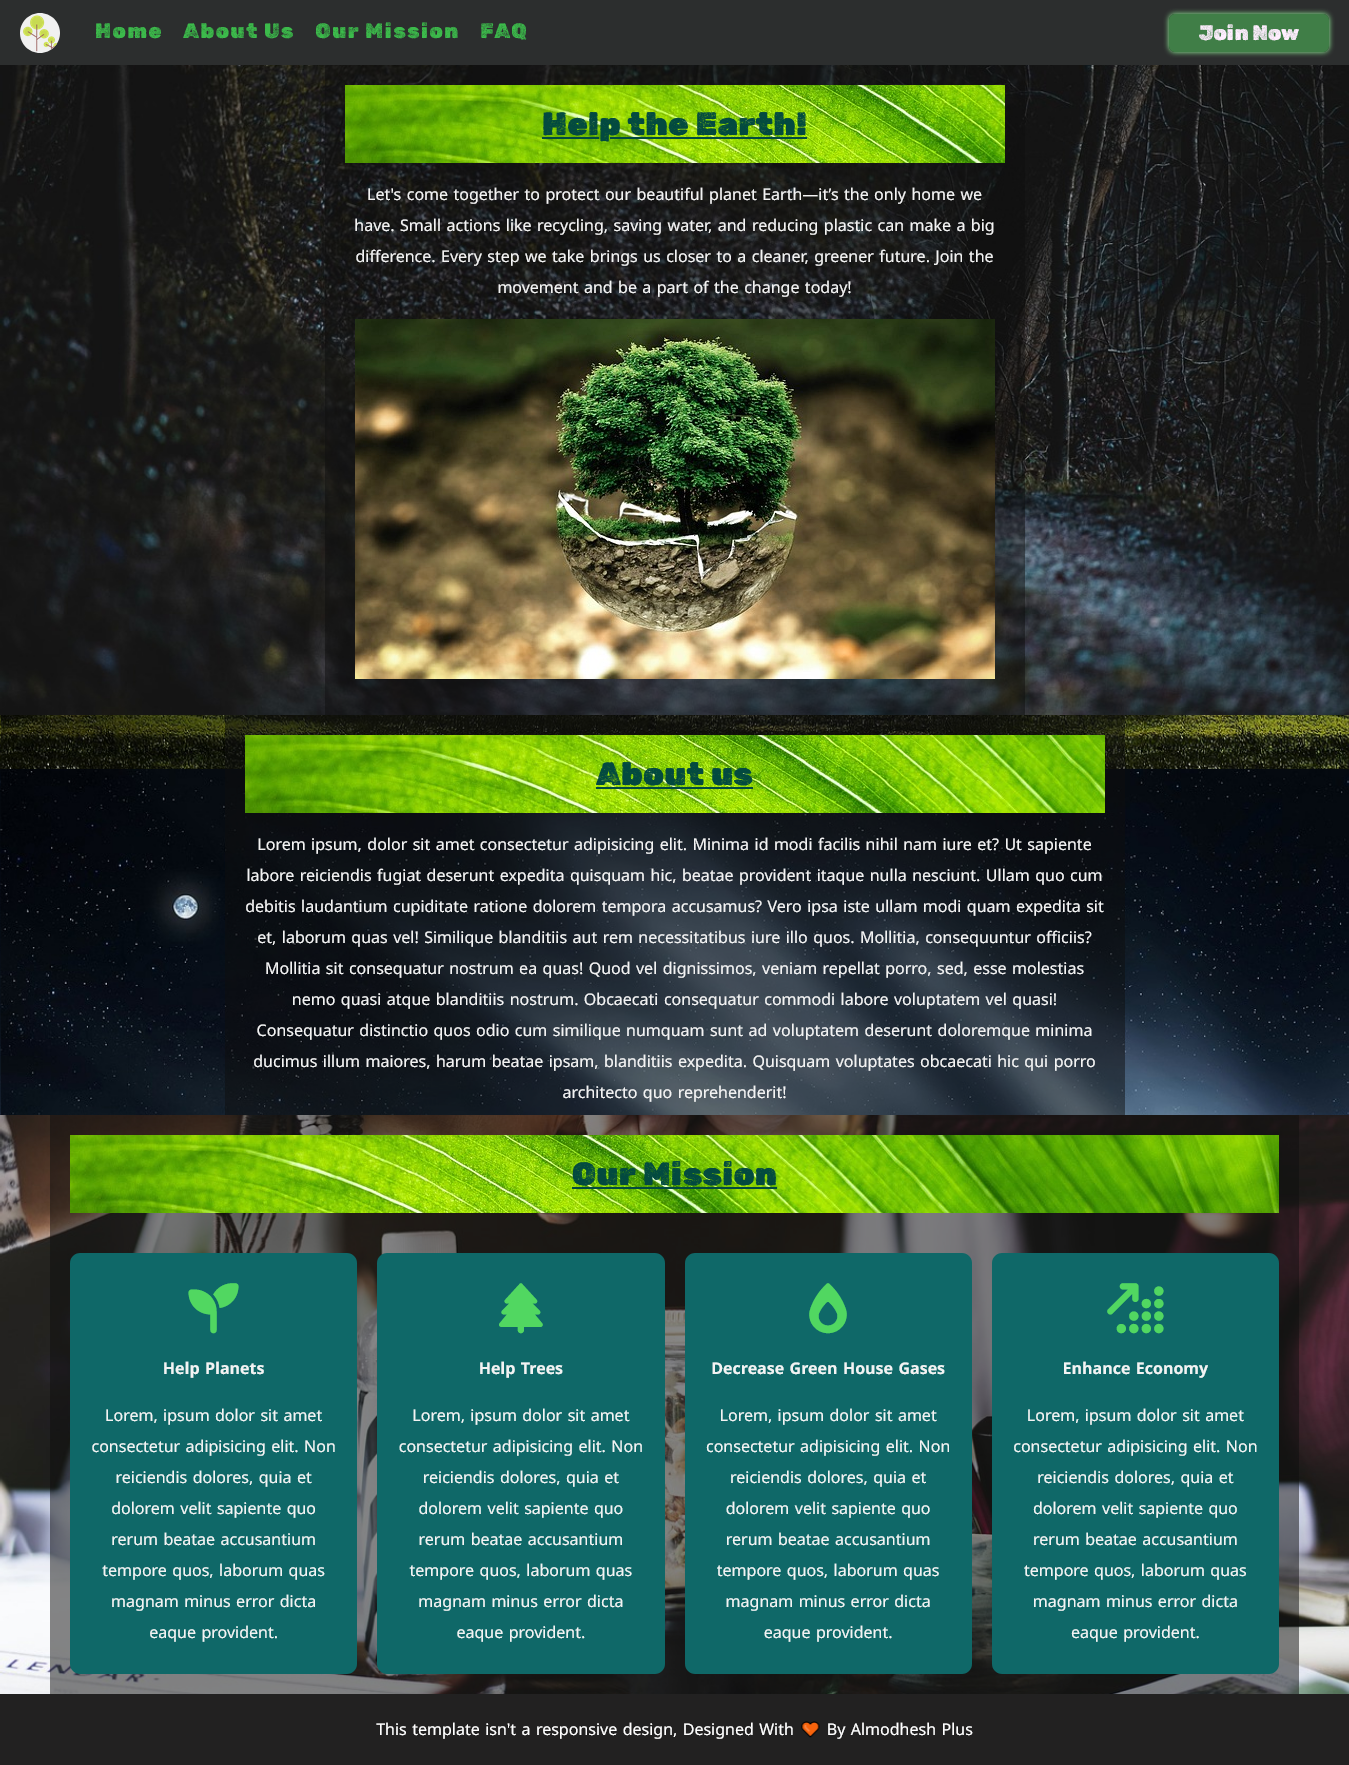 Home About Us Our Mission FAQ Join Now
Help the Earth!
Let's come together to protect our beautiful planet Earth—it’s the only home we
have. Small actions like recycling, saving water, and reducing plastic can make a big
difference. Every step we take brings us closer to a cleaner, greener future. Join the
movement and be a part of the change today!
About us
Lorem ipsum, dolor sit amet consectetur adipisicing elit. Minima id modi facilis nihil nam iure et? Ut sapiente
labore reiciendis fugiat deserunt expedita quisquam hic, beatae provident itaque nulla nesciunt. Ullam quo cum
debitis laudantium cupiditate ratione dolorem tempora accusamus? Vero ipsa iste ullam modi quam expedita sit
et, laborum quas vel! Similique blanditiis aut rem necessitatibus iure illo quos. Mollitia, consequuntur officiis?
Mollitia sit consequatur nostrum ea quas! Quod vel dignissimos, veniam repellat porro, sed, esse molestias
nemo quasi atque blanditiis nostrum. Obcaecati consequatur commodi labore voluptatem vel quasi!
Consequatur distinctio quos odio cum similique numquam sunt ad voluptatem deserunt doloremque minima
ducimus illum maiores, harum beatae ipsam, blanditiis expedita. Quisquam voluptates obcaecati hic qui porro
architecto quo reprehenderit!
Our Mission
Help Planets
Lorem, ipsum dolor sit amet
consectetur adipisicing elit. Non
reiciendis dolores, quia et
dolorem velit sapiente quo
rerum beatae accusantium
tempore quos, laborum quas
magnam minus error dicta
eaque provident.
Help Trees
Lorem, ipsum dolor sit amet
consectetur adipisicing elit. Non
reiciendis dolores, quia et
dolorem velit sapiente quo
rerum beatae accusantium
tempore quos, laborum quas
magnam minus error dicta
eaque provident.
Decrease Green House Gases
Lorem, ipsum dolor sit amet
consectetur adipisicing elit. Non
reiciendis dolores, quia et
dolorem velit sapiente quo
rerum beatae accusantium
tempore quos, laborum quas
magnam minus error dicta
eaque provident.
Enhance Economy
Lorem, ipsum dolor sit amet
consectetur adipisicing elit. Non
reiciendis dolores, quia et
dolorem velit sapiente quo
rerum beatae accusantium
tempore quos, laborum quas
magnam minus error dicta
eaque provident.
This template isn't a responsive design, Designed With 🧡 By Almodhesh Plus